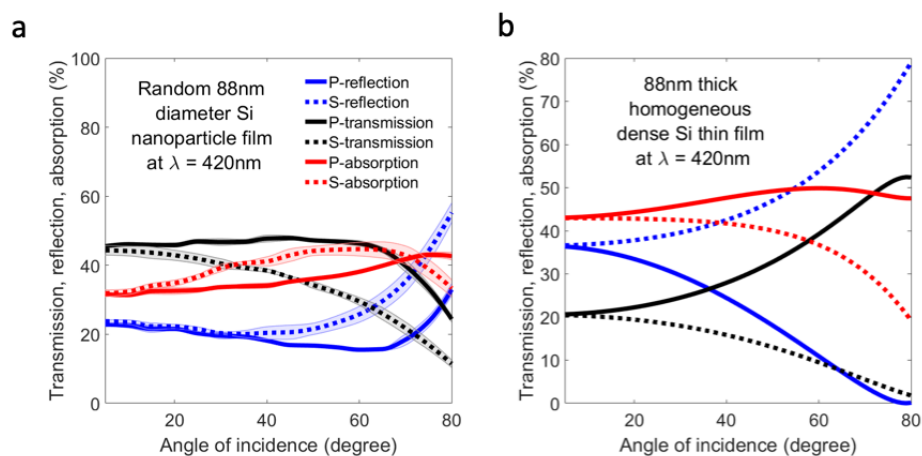 a
b
Transmission, reflection, absorption (%)
100
80
60
40
20
0
Random 88nm
diameter Si
nanoparticle film
at λ = 420nm
P-reflection
S-reflection
P-transmission
S-transmission
P-absorption
S-absorption
20
40
60
80
Angle of incidence (degree)
Transmission, reflection, absorption (%)
80
70
60
50
40
30
20
10
0
88nm thick
homogeneous
dense Si thin film
at λ = 420nm
20
40
60
80
Angle of incidence (degree)